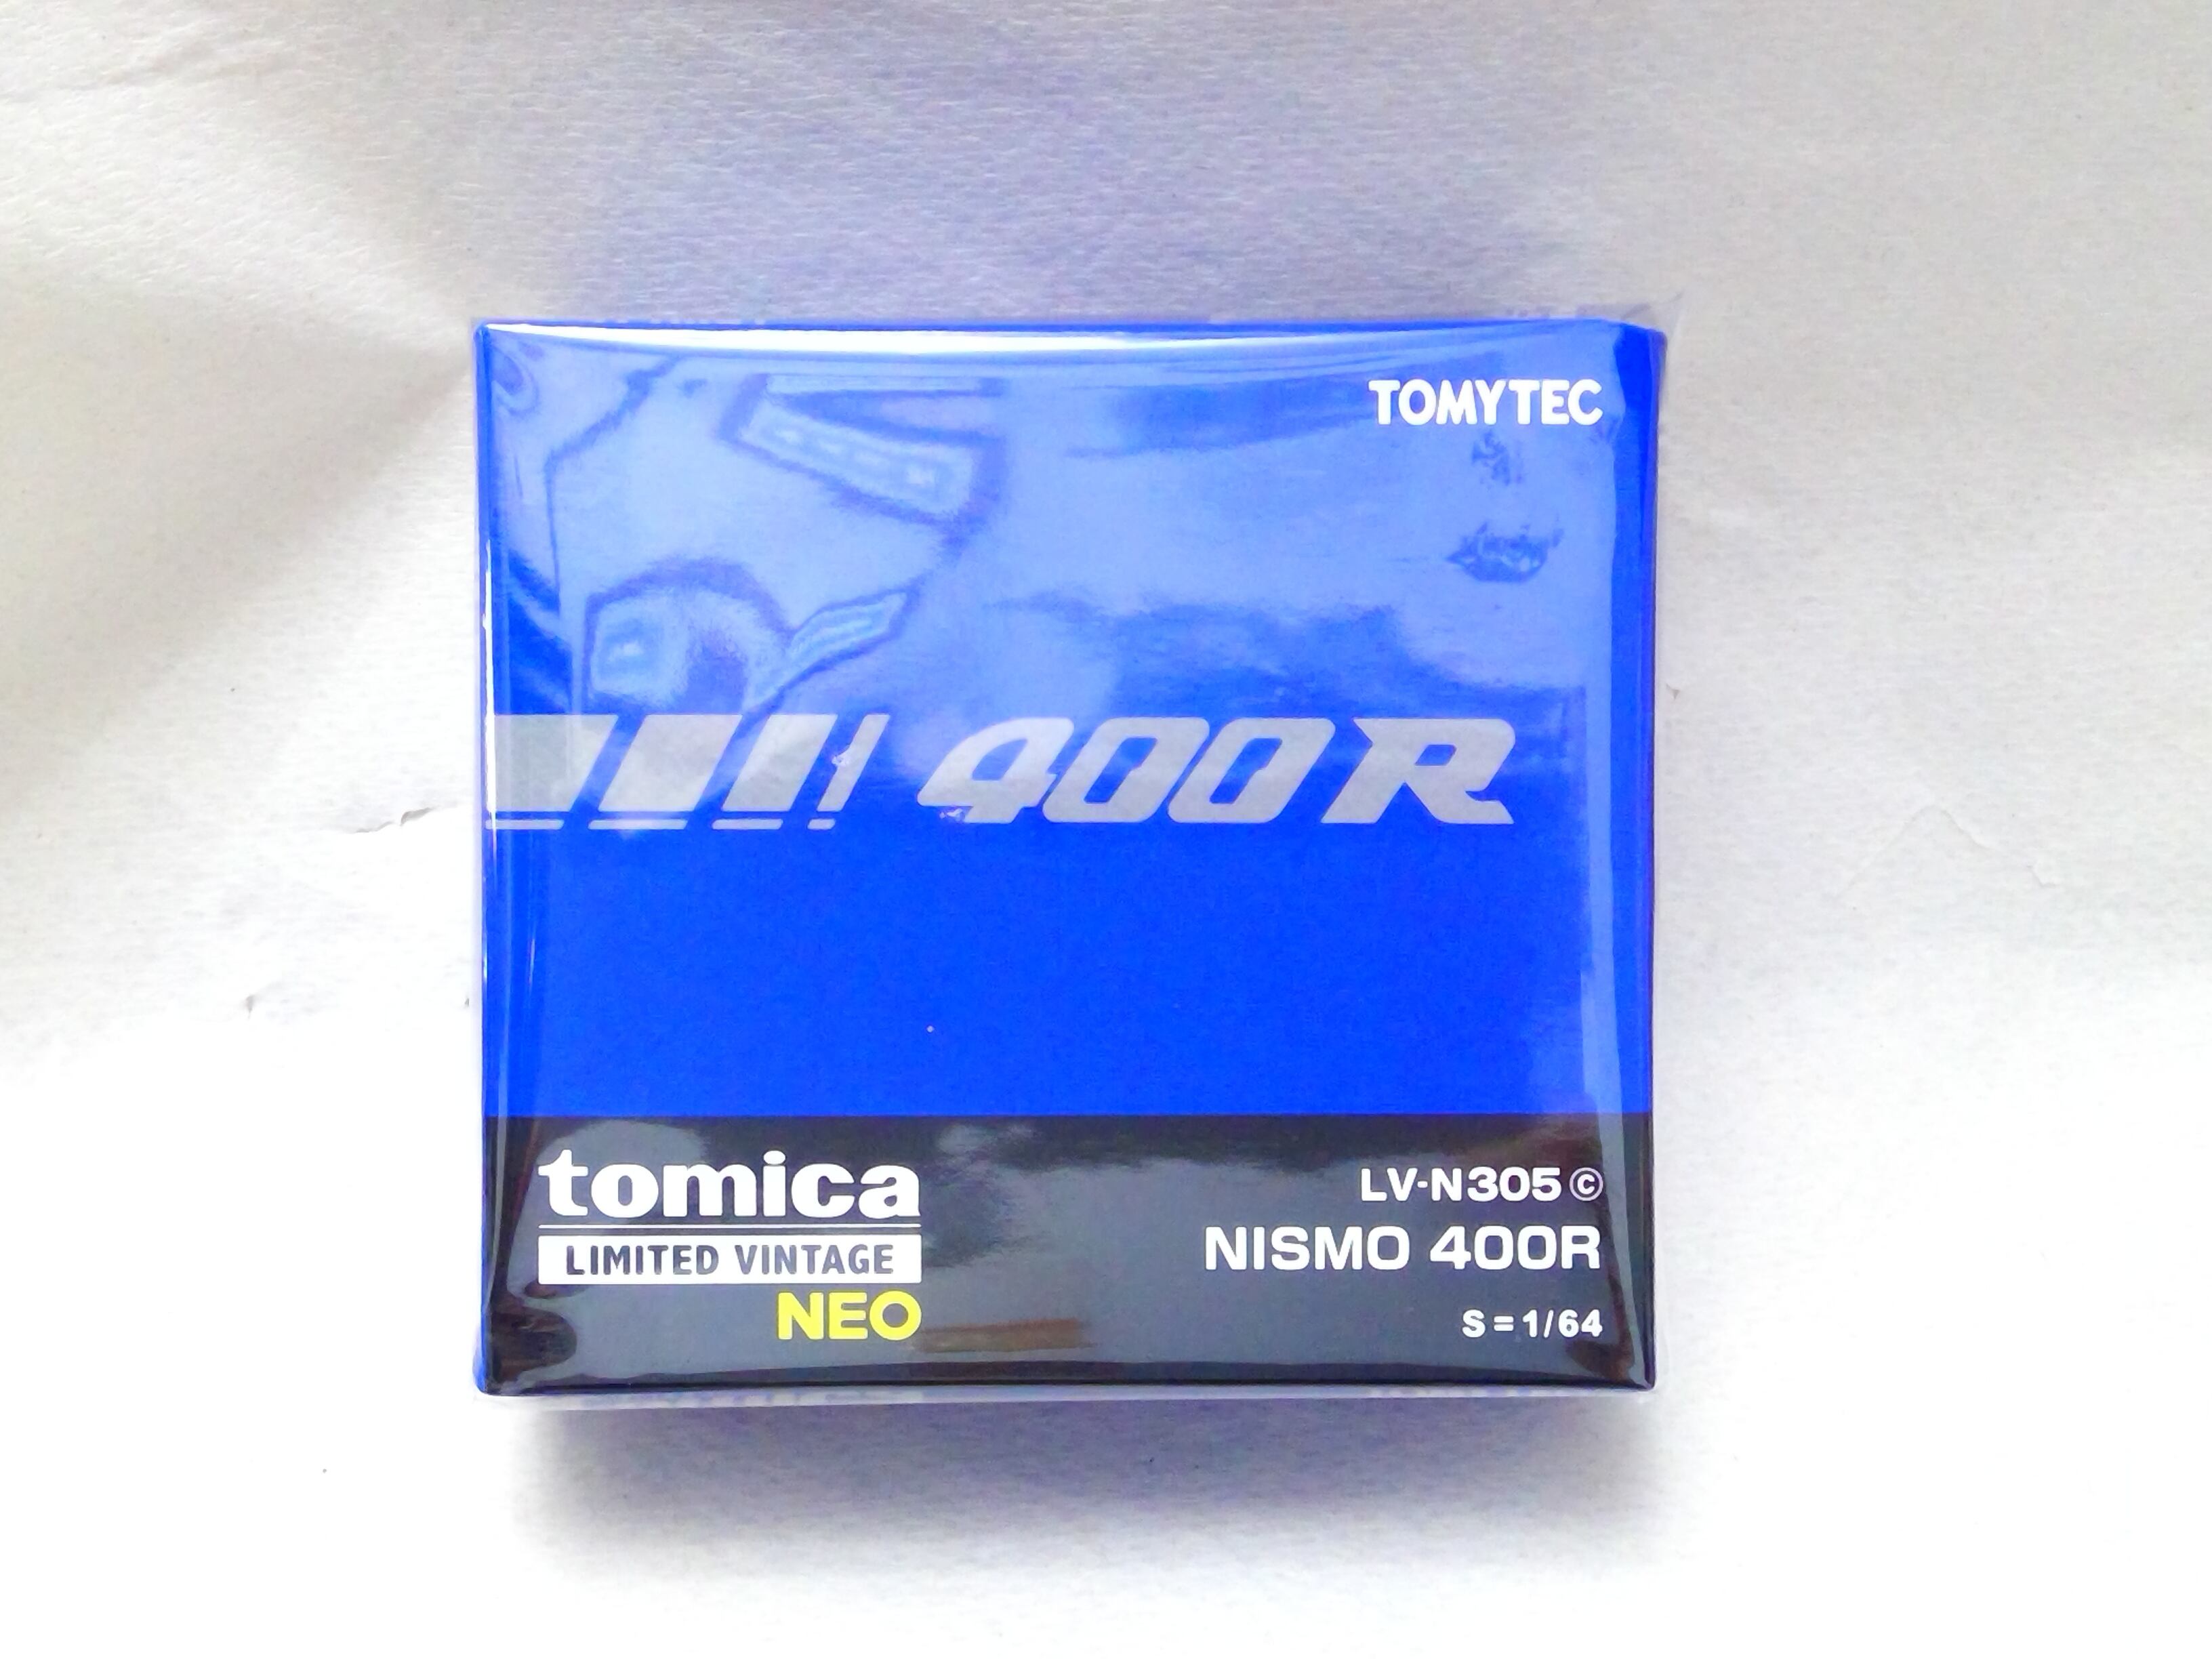 TOMYTEC
400R
tomica
LIMITED VINTAGE
NEO
LV-N305 ⓒ
NISMO 400R
S=1/64